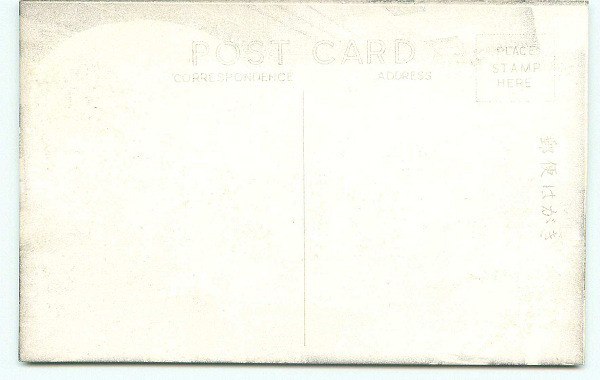 POST CARD
CORRESPONDENCE
ADDRESS
PLACE
STAMP
HERE
郵便はがき